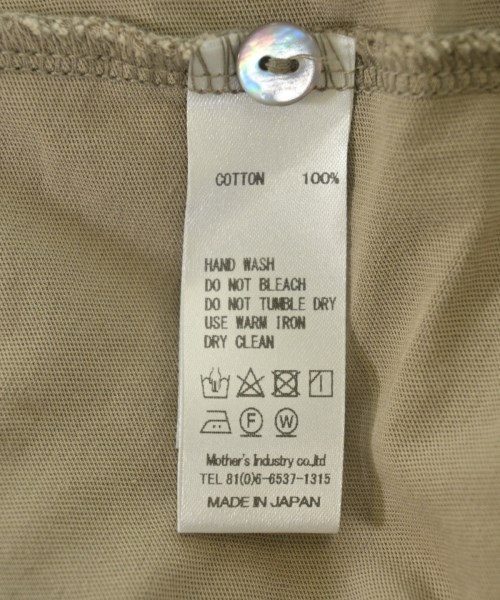 COTTON 100%
HAND WASH
DO NOT BLEACH
DO NOT TUMBLE DRY
USE WARM IRON
DRY CLEAN
F W
Mother's Industry co.,ltd
TEL 81(0)6-6537-1315
MADE IN JAPAN